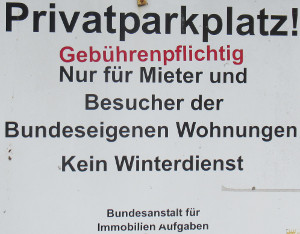 Privatparkplatz!
Gebührenpflichtig
Nur für Mieter und
Besucher der
Bundeseigenen Wohnungen
Kein Winterdienst
Bundesanstalt für
Immobilien Aufgaben